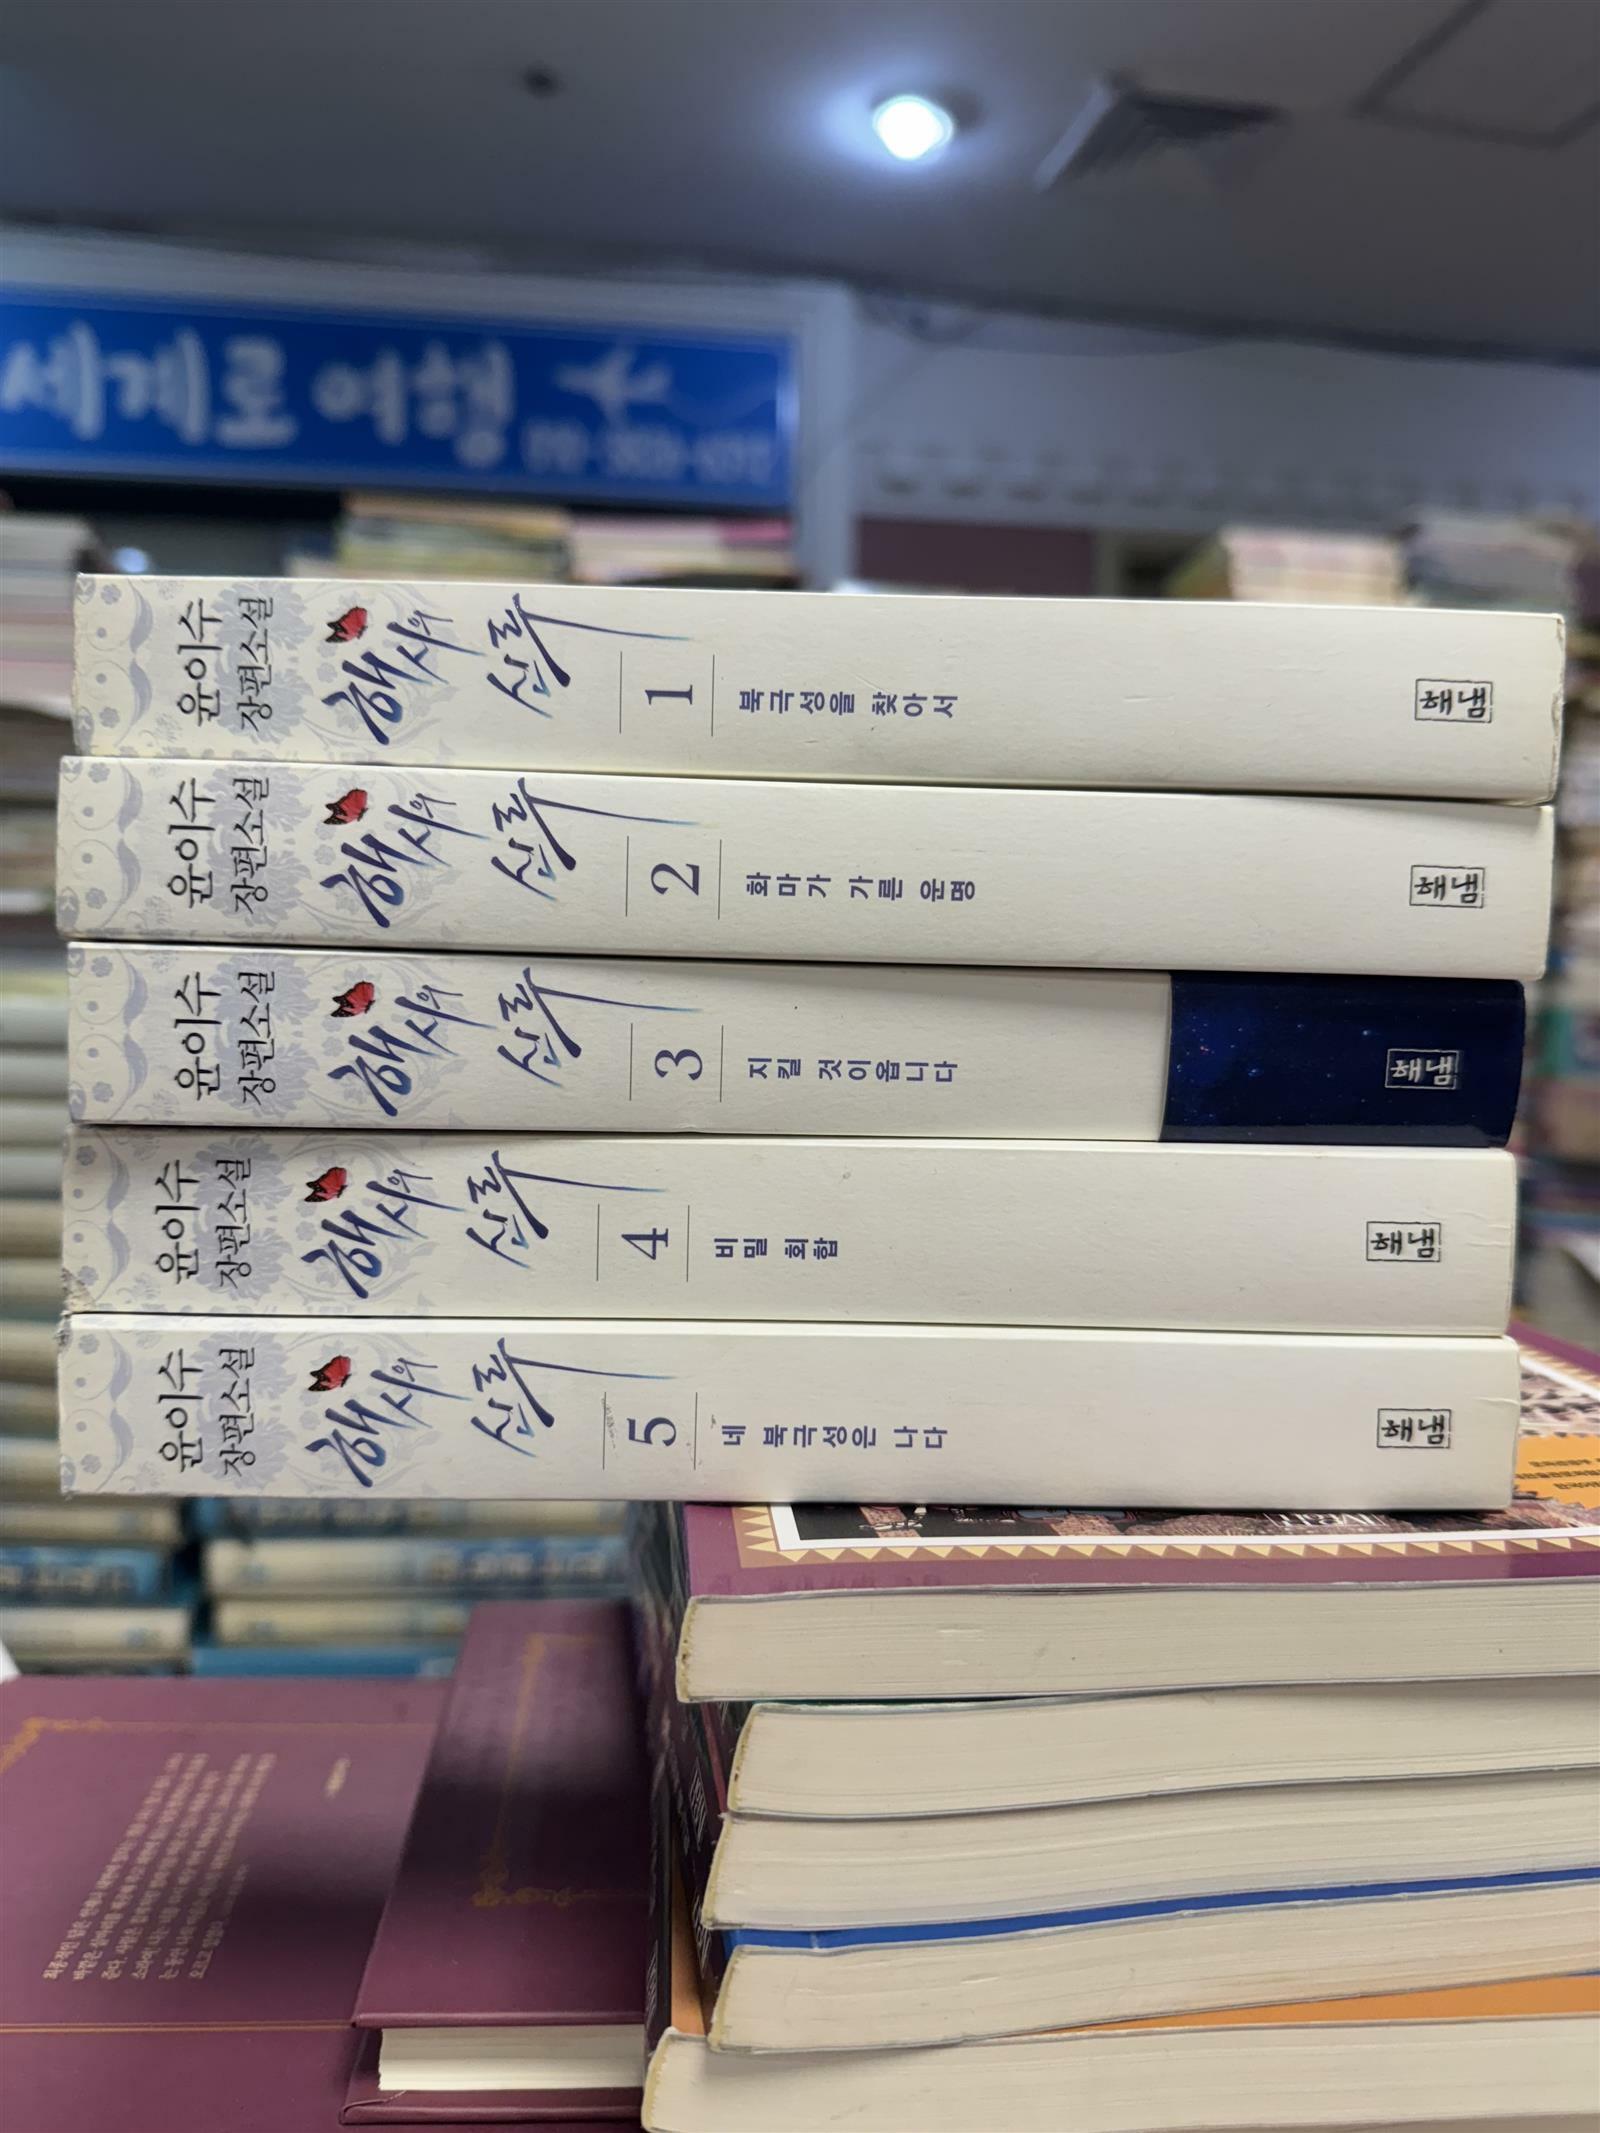 세계로 여행
윤이수
장편소설
해시의
신루
1
북극성을 찾아서
해냄
윤이수
장편소설
해시의
신루
2
화마가 가른 운명
해냄
윤이수
장편소설
해시의
신루
3
지킬 것이옵니다
해냄
윤이수
장편소설
해시의
신루
4
비밀 회합
해냄
윤이수
장편소설
해시의
신루
5
네 북극성은 나다
해냄